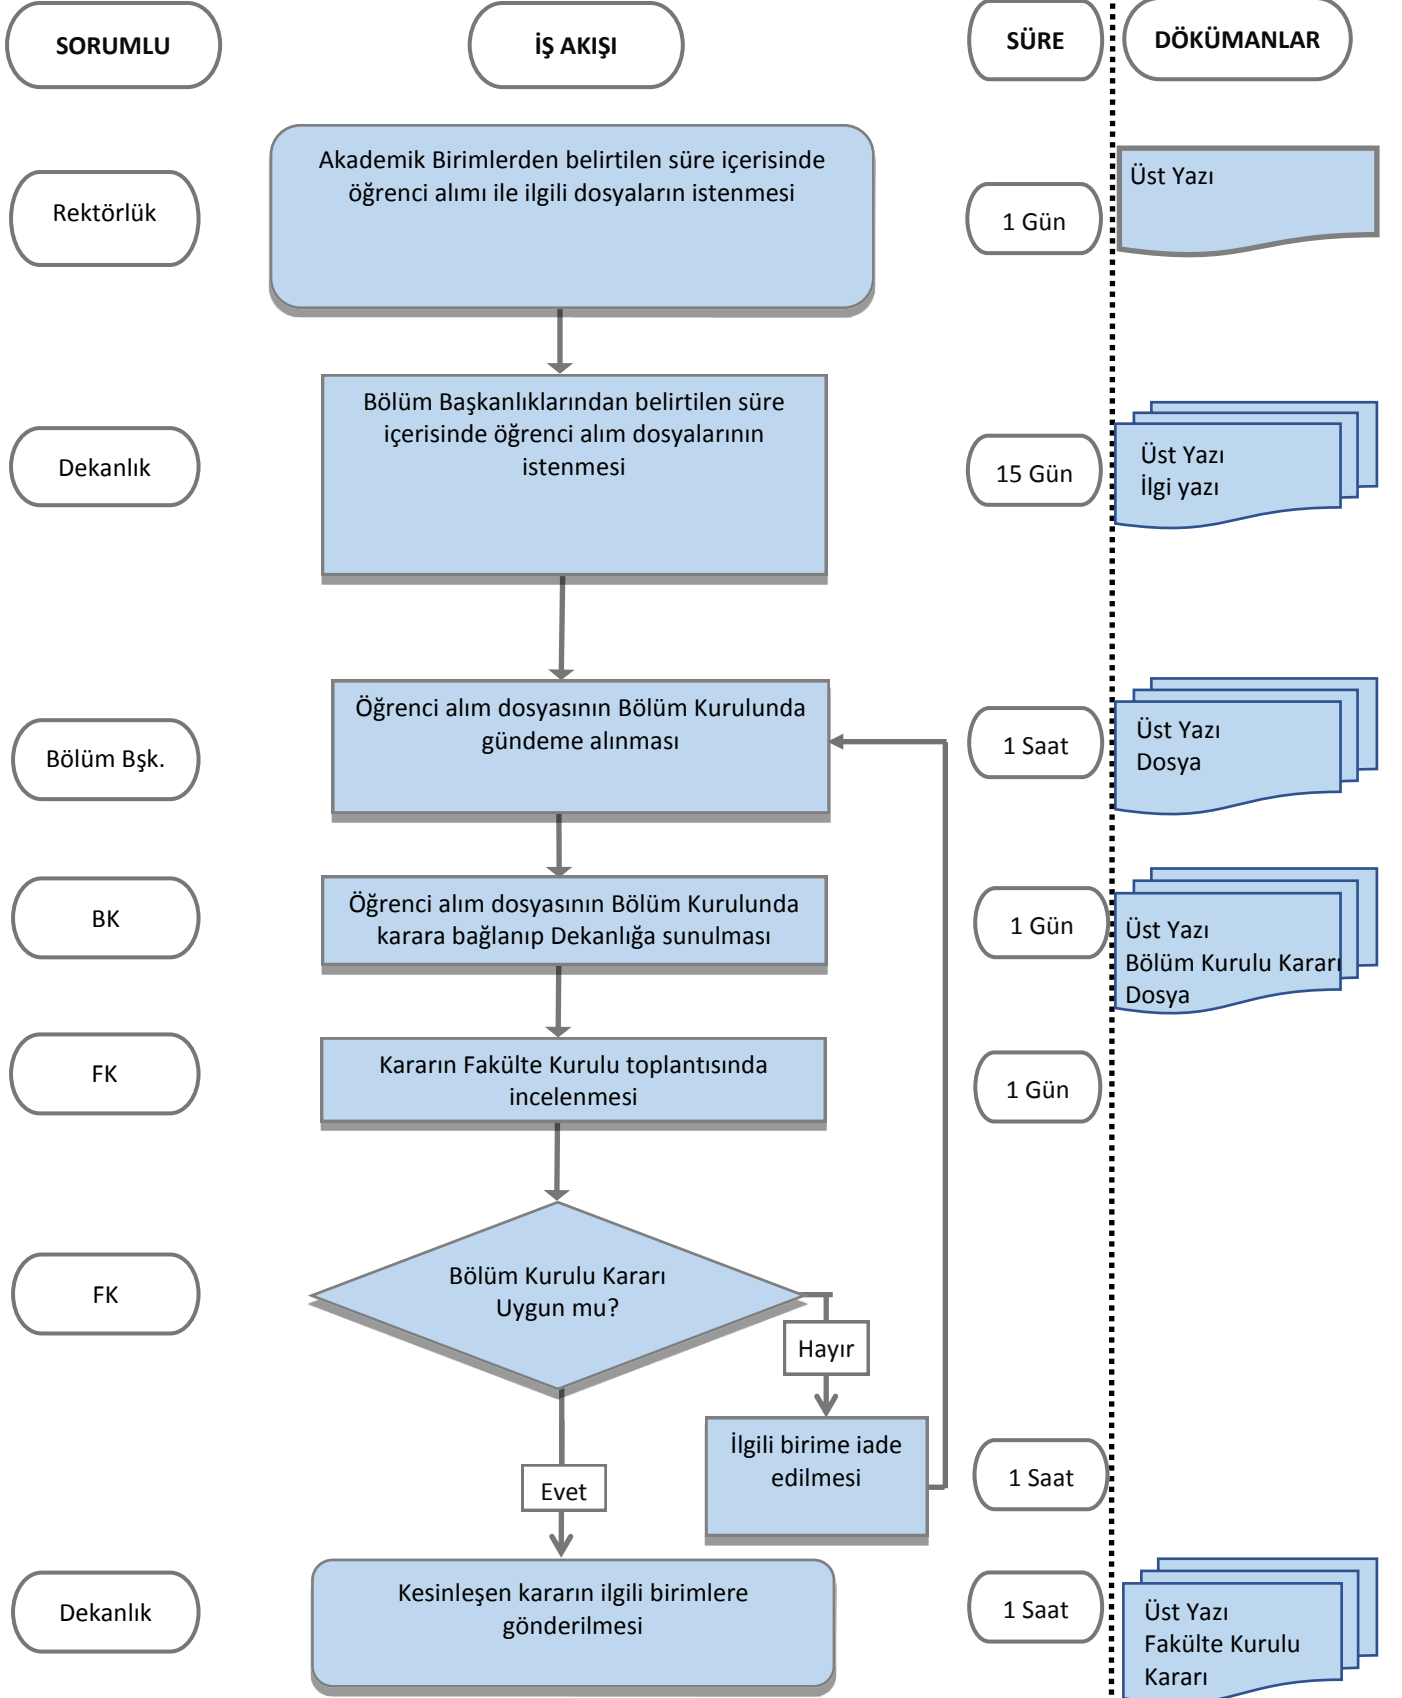 SORUMLU
İŞ AKIŞI
SÜRE
DÖKÜMANLAR
Rektörlük
Akademik Birimlerden belirtilen süre içerisinde
öğrenci alımı ile ilgili dosyaların istenmesi
1 Gün
Üst Yazı
Dekanlık
Bölüm Başkanlıklarından belirtilen süre
içerisinde öğrenci alım dosyalarının
istenmesi
15 Gün
Üst Yazı
İlgi yazı
Bölüm Bşk.
Öğrenci alım dosyasının Bölüm Kurulunda
gündeme alınması
1 Saat
Üst Yazı
Dosya
BK
Öğrenci alım dosyasının Bölüm Kurulunda
karara bağlanıp Dekanlığa sunulması
1 Gün
Üst Yazı
Bölüm Kurulu Kararı
Dosya
FK
Kararın Fakülte Kurulu toplantısında
incelenmesi
1 Gün
FK
Bölüm Kurulu Kararı
Uygun mu?
Hayır
İlgili birime iade
edilmesi
1 Saat
Evet
Dekanlık
Kesinleşen kararın ilgili birimlere
gönderilmesi
1 Saat
Üst Yazı
Fakülte Kurulu
Kararı